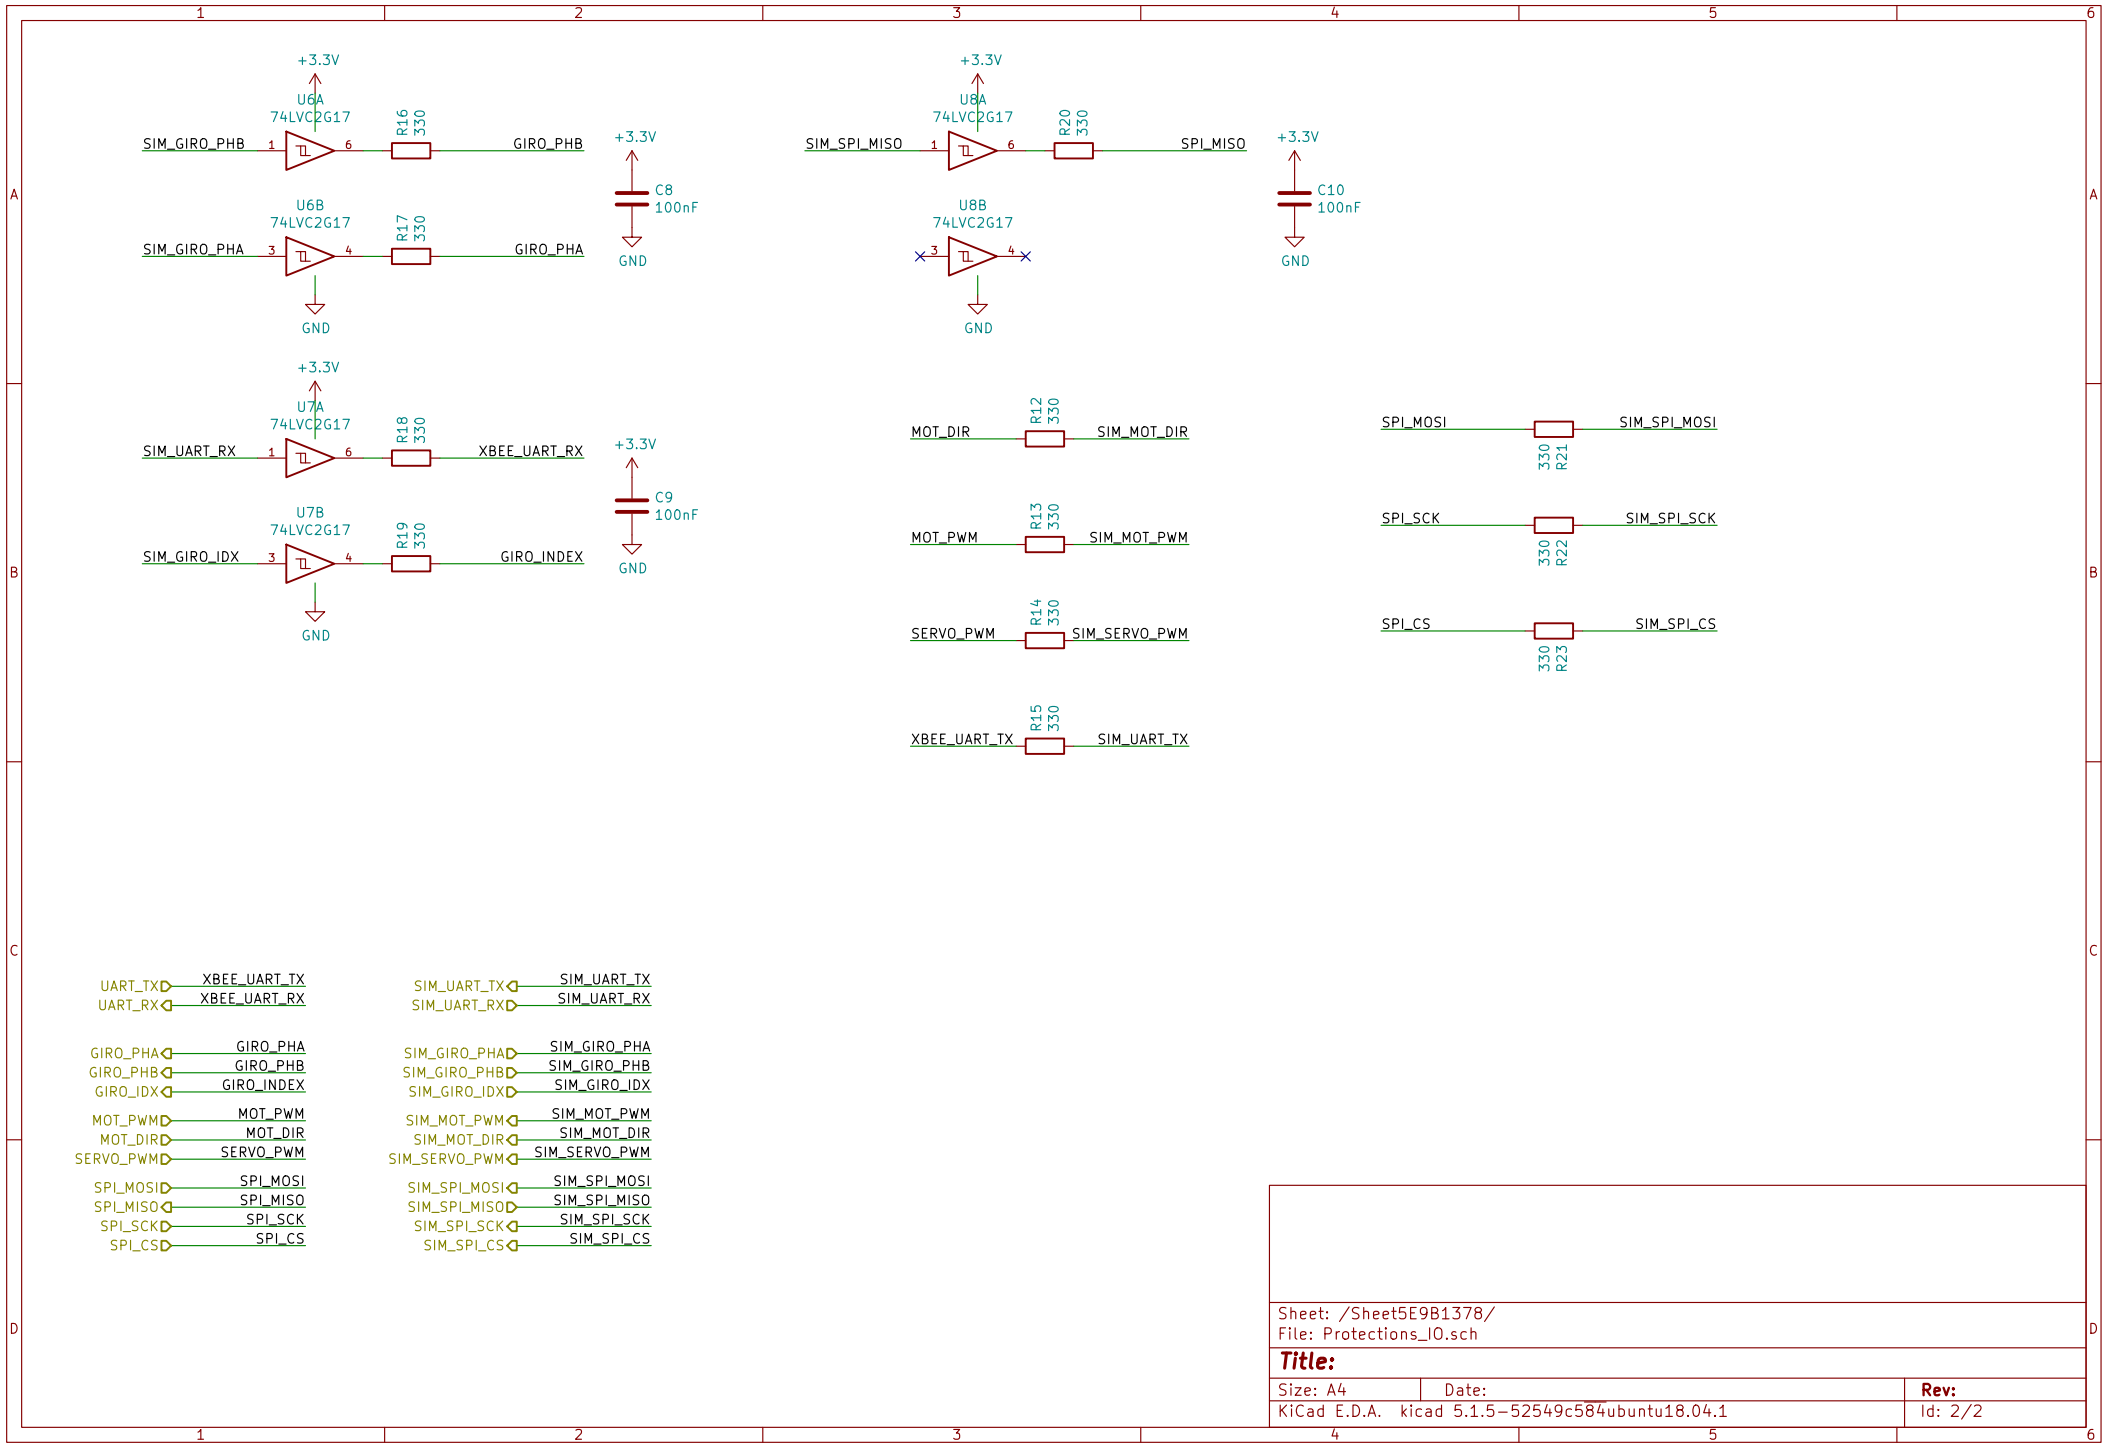 1 2 3 4 5 6
A A
B B
C C
D D
+3.3V
U6A
74LVC2G17
SIM_GIRO_PHB 1 6 R16 330 GIRO_PHB
U6B
74LVC2G17
SIM_GIRO_PHA 3 4 R17 330 GIRO_PHA
GND
+3.3V
C8
100nF
GND
+3.3V
U8A
74LVC2G17
SIM_SPI_MISO 1 6 R20 330 SPI_MISO
U8B
74LVC2G17
3 4
GND
+3.3V
C10
100nF
GND
+3.3V
U7A
74LVC2G17
SIM_UART_RX 1 6 R18 330 XBEE_UART_RX
U7B
74LVC2G17
SIM_GIRO_IDX 3 4 R19 330 GIRO_INDEX
GND
+3.3V
C9
100nF
GND
MOT_DIR R12 330 SIM_MOT_DIR
MOT_PWM R13 330 SIM_MOT_PWM
SERVO_PWM R14 330 SIM_SERVO_PWM
XBEE_UART_TX R15 330 SIM_UART_TX
SPI_MOSI 330 R21 SIM_SPI_MOSI
SPI_SCK 330 R22 SIM_SPI_SCK
SPI_CS 330 R23 SIM_SPI_CS
UART_TX XBEE_UART_TX
UART_RX XBEE_UART_RX
GIRO_PHA GIRO_PHA
GIRO_PHB GIRO_PHB
GIRO_IDX GIRO_INDEX
MOT_PWM MOT_PWM
MOT_DIR MOT_DIR
SERVO_PWM SERVO_PWM
SPI_MOSI SPI_MOSI
SPI_MISO SPI_MISO
SPI_SCK SPI_SCK
SPI_CS SPI_CS
SIM_UART_TX SIM_UART_TX
SIM_UART_RX SIM_UART_RX
SIM_GIRO_PHA SIM_GIRO_PHA
SIM_GIRO_PHB SIM_GIRO_PHB
SIM_GIRO_IDX SIM_GIRO_IDX
SIM_MOT_PWM SIM_MOT_PWM
SIM_MOT_DIR SIM_MOT_DIR
SIM_SERVO_PWM SIM_SERVO_PWM
SIM_SPI_MOSI SIM_SPI_MOSI
SIM_SPI_MISO SIM_SPI_MISO
SIM_SPI_SCK SIM_SPI_SCK
SIM_SPI_CS SIM_SPI_CS
Sheet: /Sheet5E9B1378/
File: Protections_IO.sch
Title:
Size: A4 Date: Rev:
KiCad E.D.A. kicad 5.1.5-52549c584ubuntu18.04.1 Id: 2/2
1 2 3 4 5 6